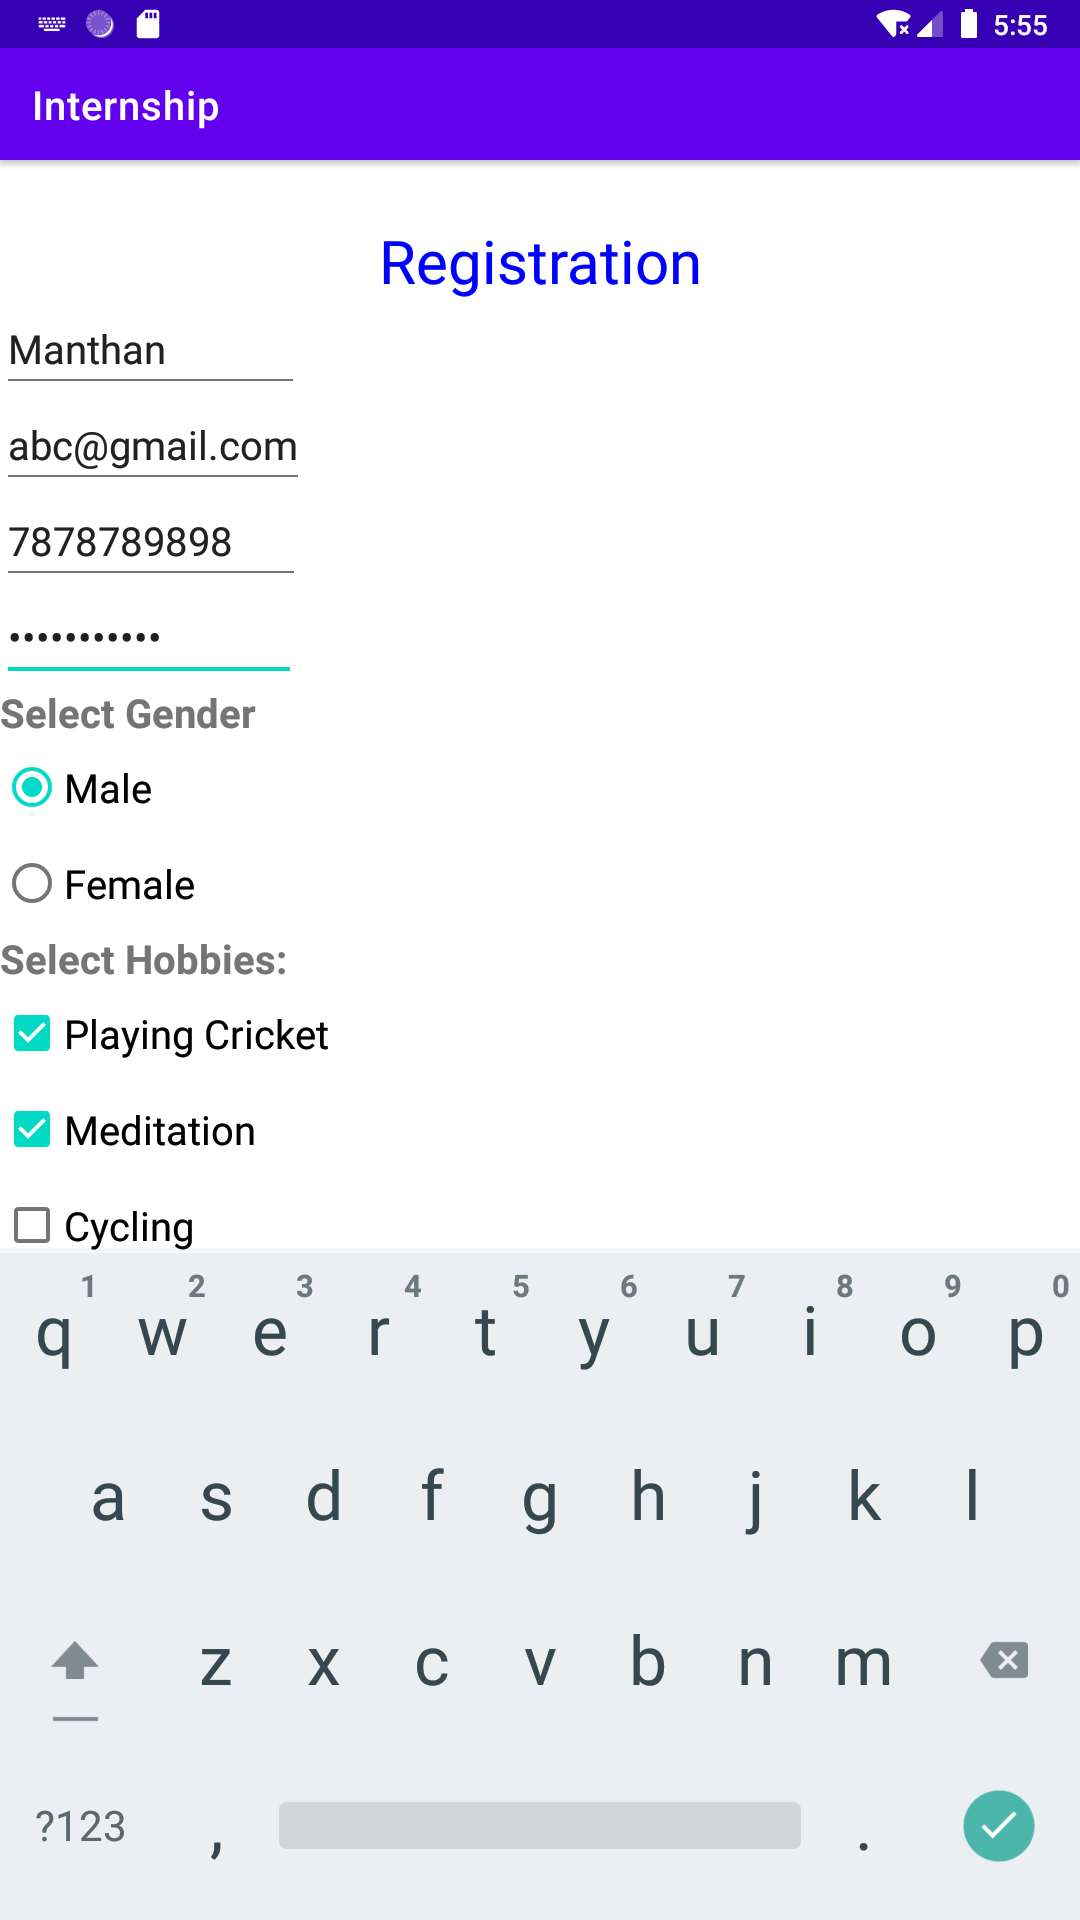 5:55
Internship
Registration
Manthan
abc@gmail.com
7878789898
•••••••••••
Select Gender
Male
Female
Select Hobbies:
Playing Cricket
Meditation
Cycling
1 2 3 4 5 6 7 8 9 0
q w e r t y u i o p
a s d f g h j k l
z x c v b n m
?123 , .